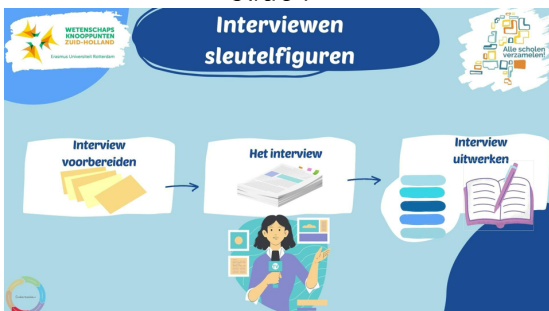 WETENSCHAPS
KNOOPPUNTEN
ZUID-HOLLAND
Erasmus Universiteit Rotterdam
Interviewen
sleutelfiguren
Alle scholen
verzamelen!
Interview
voorbereiden
Het interview
Interview
uitwerken